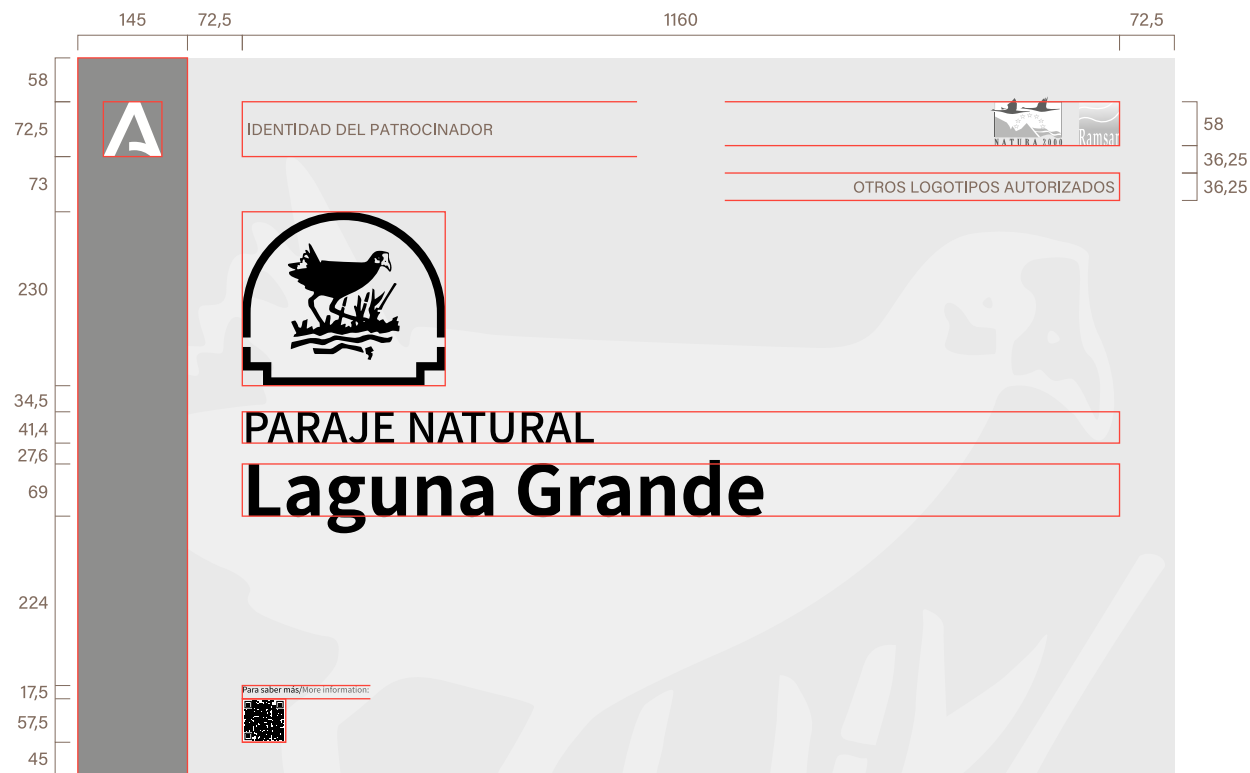 145 72,5 1160 72,5
58
72,5
73
230
34,5
41,4
27,6
69
224
17,5
57,5
45
IDENTIDAD DEL PATROCINADOR
NATURA 2000
Ramsar
58
36,25
36,25
OTROS LOGOTIPOS AUTORIZADOS
PARAJE NATURAL
Laguna Grande
Para saber más/More information: